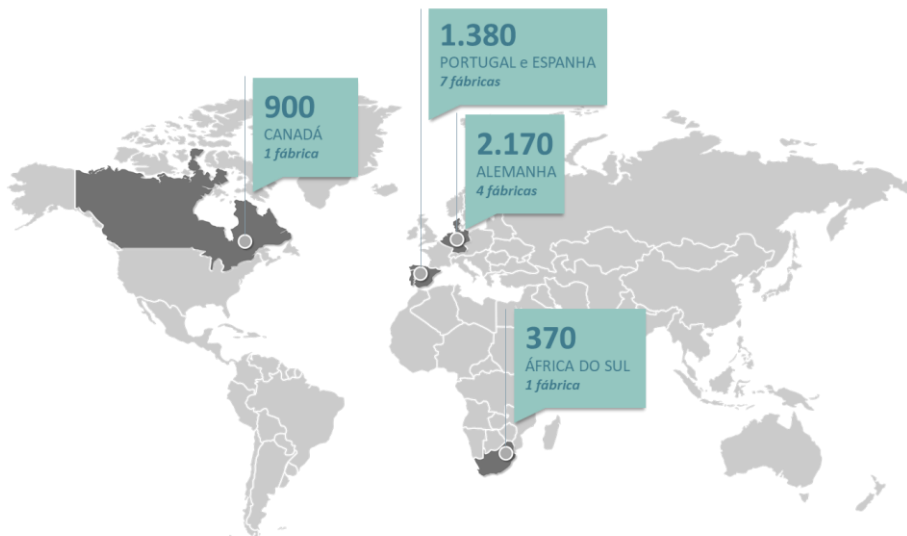 1.380
PORTUGAL e ESPANHA
7 fábricas
900
CANADÁ
1 fábrica
2.170
ALEMANHA
4 fábricas
370
ÁFRICA DO SUL
1 fábrica